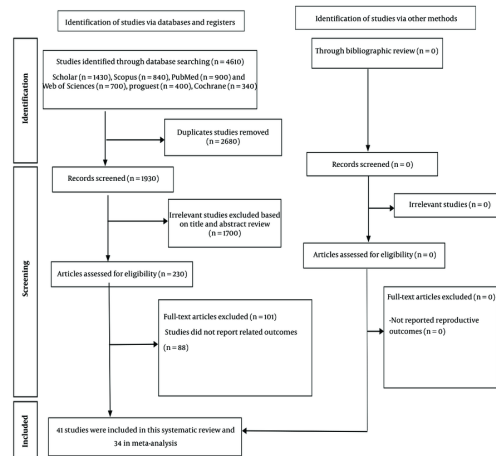 Identification of studies via databases and registers
Identification of studies via other methods
Identification
Studies identified through database searching (n = 4610)
Scholar (n = 1430), Scopus (n = 840), PubMed (n = 900) and
Web of Sciences (n = 700), proguest (n = 400), Cochrane (n = 340)
Through bibliographic review (n = 0)
Duplicates studies removed
(n = 2680)
Screening
Records screened (n = 1930)
Records screened (n = 0)
Irrelevant studies excluded based
on title and abstract review
(n = 1700)
Irrelevant studies (n = 0)
Articles assessed for eligibility (n = 230)
Articles assessed for eligibility (n = 0)
Full-text articles excluded (n = 101)
Studies did not report related outcomes
(n = 88)
Full-text articles excluded (n = 0)
-Not reported reproductive
outcomes (n = 0)
Included
41 studies were included in this systematic review and
34 in meta-analysis